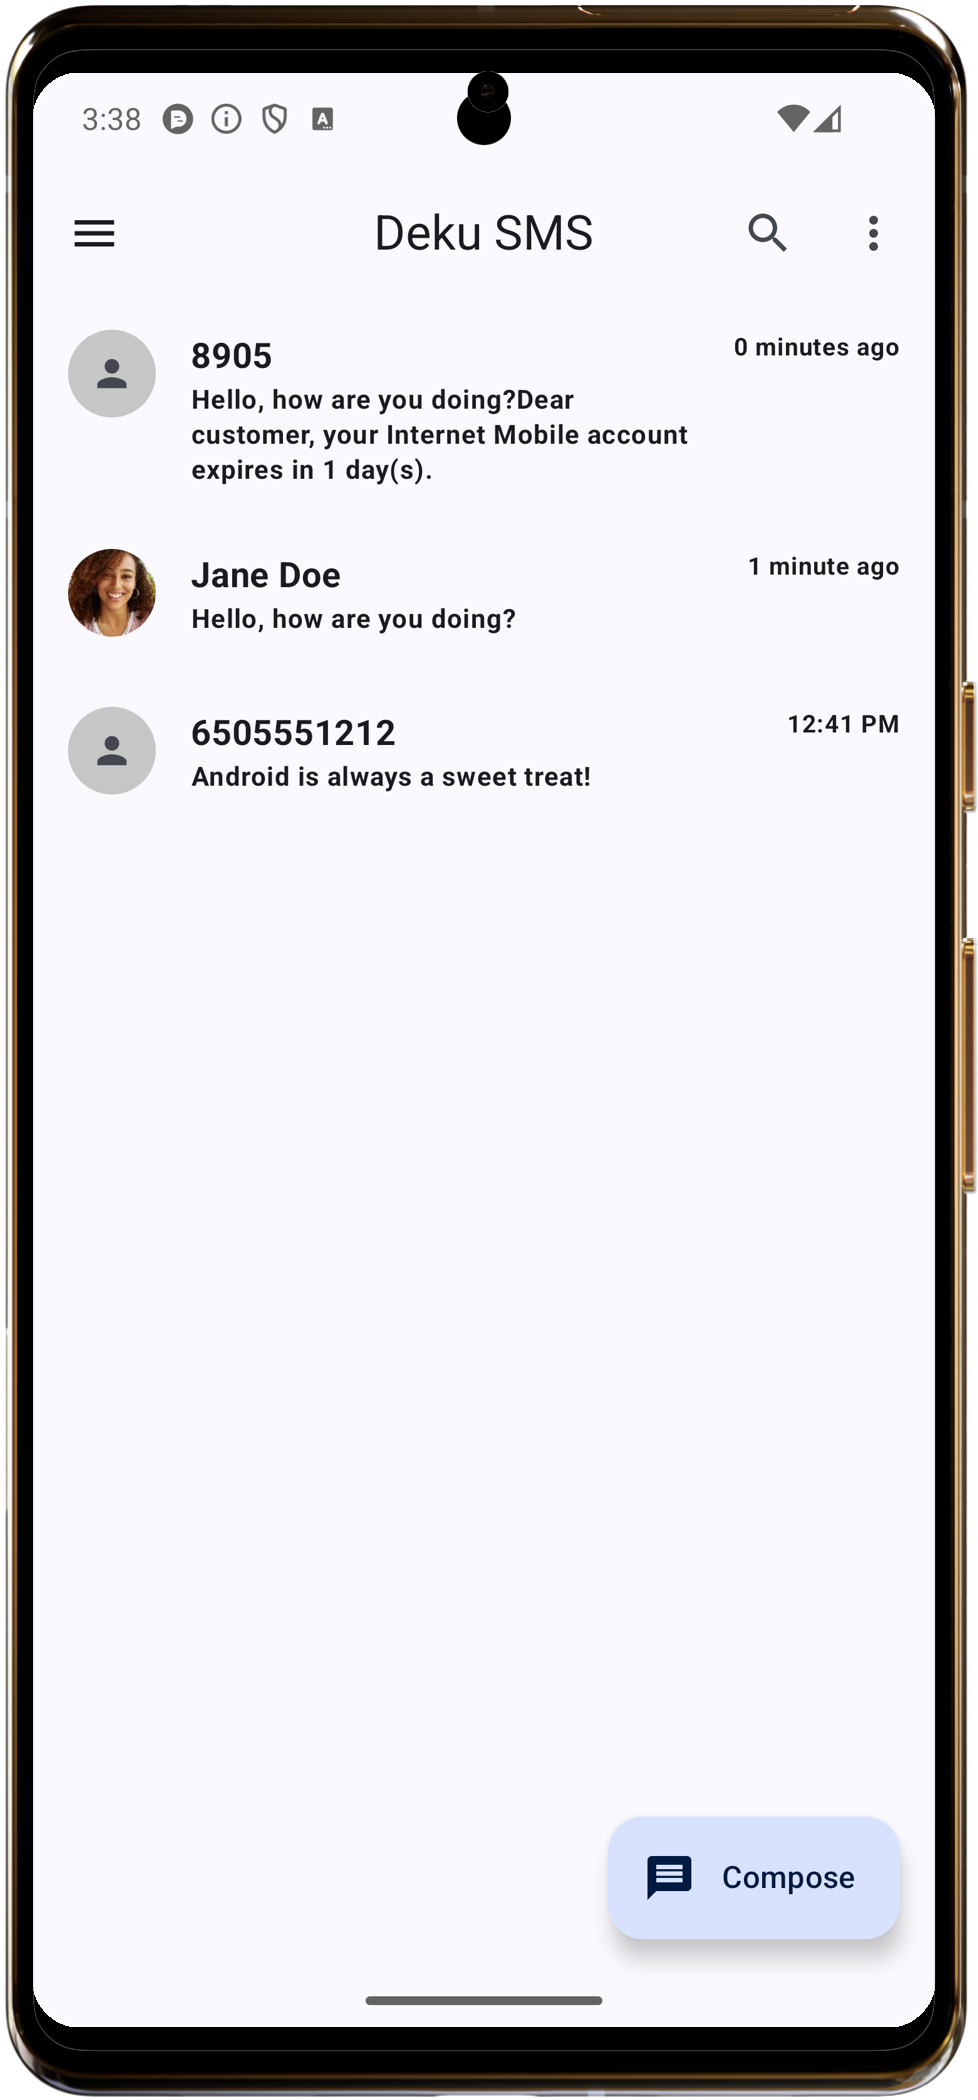 3:38
Deku SMS
8905
0 minutes ago
Hello, how are you doing?Dear
customer, your Internet Mobile account
expires in 1 day(s).
Jane Doe
1 minute ago
Hello, how are you doing?
6505551212
12:41 PM
Android is always a sweet treat!
Compose